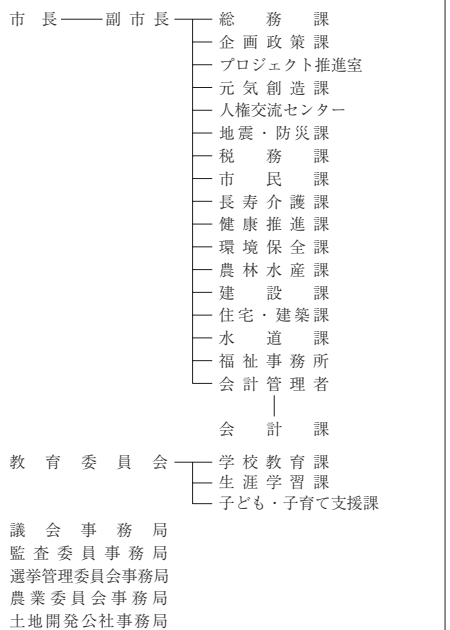 市長 副市長 総務課
企画政策課
プロジェクト推進室
元気創造課
人権交流センター
地震・防災課
税務課
市民課
長寿介護課
健康推進課
環境保全課
農林水産課
建設課
住宅・建築課
水道課
福祉事務所
会計管理者
会計課
教育委員会 学校教育課
生涯学習課
子ども・子育て支援課
議会事務局
監査委員事務局
選挙管理委員会事務局
農業委員会事務局
土地開発公社事務局